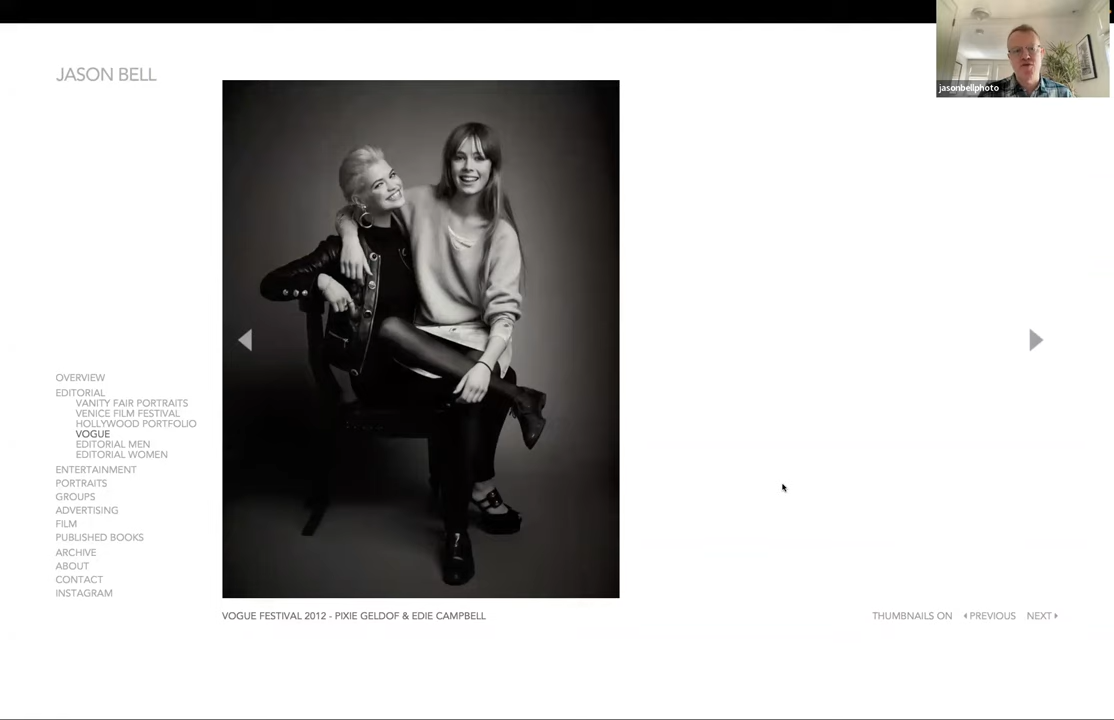 JASON BELL
jasonbellphoto
OVERVIEW
EDITORIAL
VANITY FAIR PORTRAITS
VENICE FILM FESTIVAL
HOLLYWOOD PORTFOLIO
VOGUE
EDITORIAL MEN
EDITORIAL WOMEN
ENTERTAINMENT
PORTRAITS
GROUPS
ADVERTISING
FILM
PUBLISHED BOOKS
ARCHIVE
ABOUT
CONTACT
INSTAGRAM
VOGUE FESTIVAL 2012 - PIXIE GELDOF & EDIE CAMPBELL
THUMBNAILS ON PREVIOUS NEXT